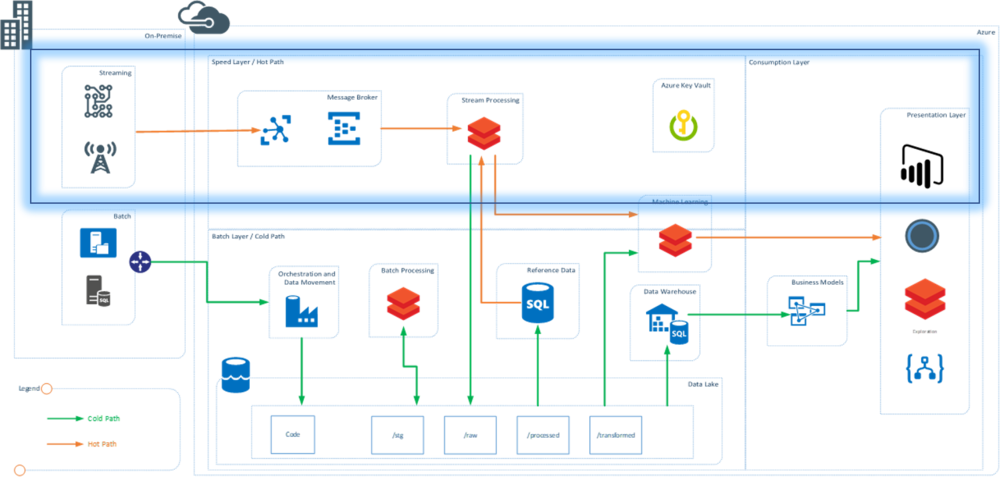 On-Premise
Azure
Streaming
Speed Layer / Hot Path
Consumption Layer
Message Broker
Stream Processing
Azure Key Vault
Presentation Layer
Machine Learning
Batch
Batch Layer / Cold Path
Orchestration and
Data Movement
Batch Processing
Reference Data
SQL
Data Warehouse
SQL
Business Models
SQL
Data Lake
Legend
Cold Path
Hot Path
Code
/stg
/raw
/processed
/transformed